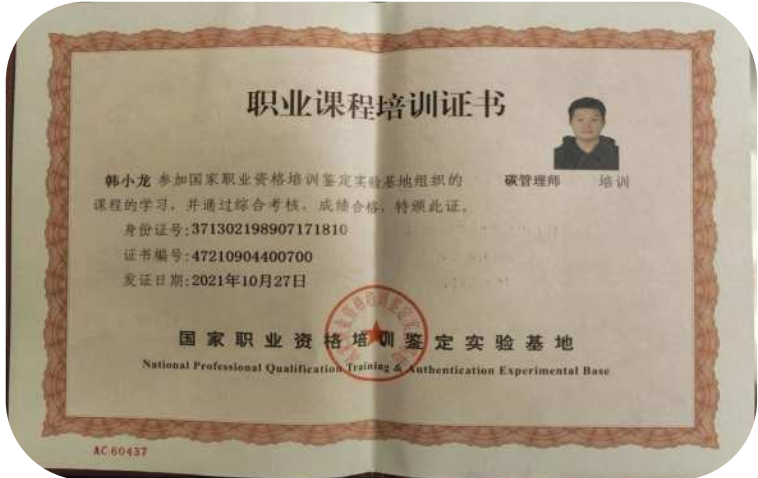 职业课程培训证书
韩小龙 参加国家职业资格培训鉴定实验基地组织的 碳管理师 培训
课程的学习，并通过综合考核，成绩合格，特颁此证。
身份证号:371302198907171810
证书编号:47210904400700
发证日期:2021年10月27日
国家职业资格培训鉴定实验基地
National Professional Qualification Training & Authentication Experimental Base
AC 60437